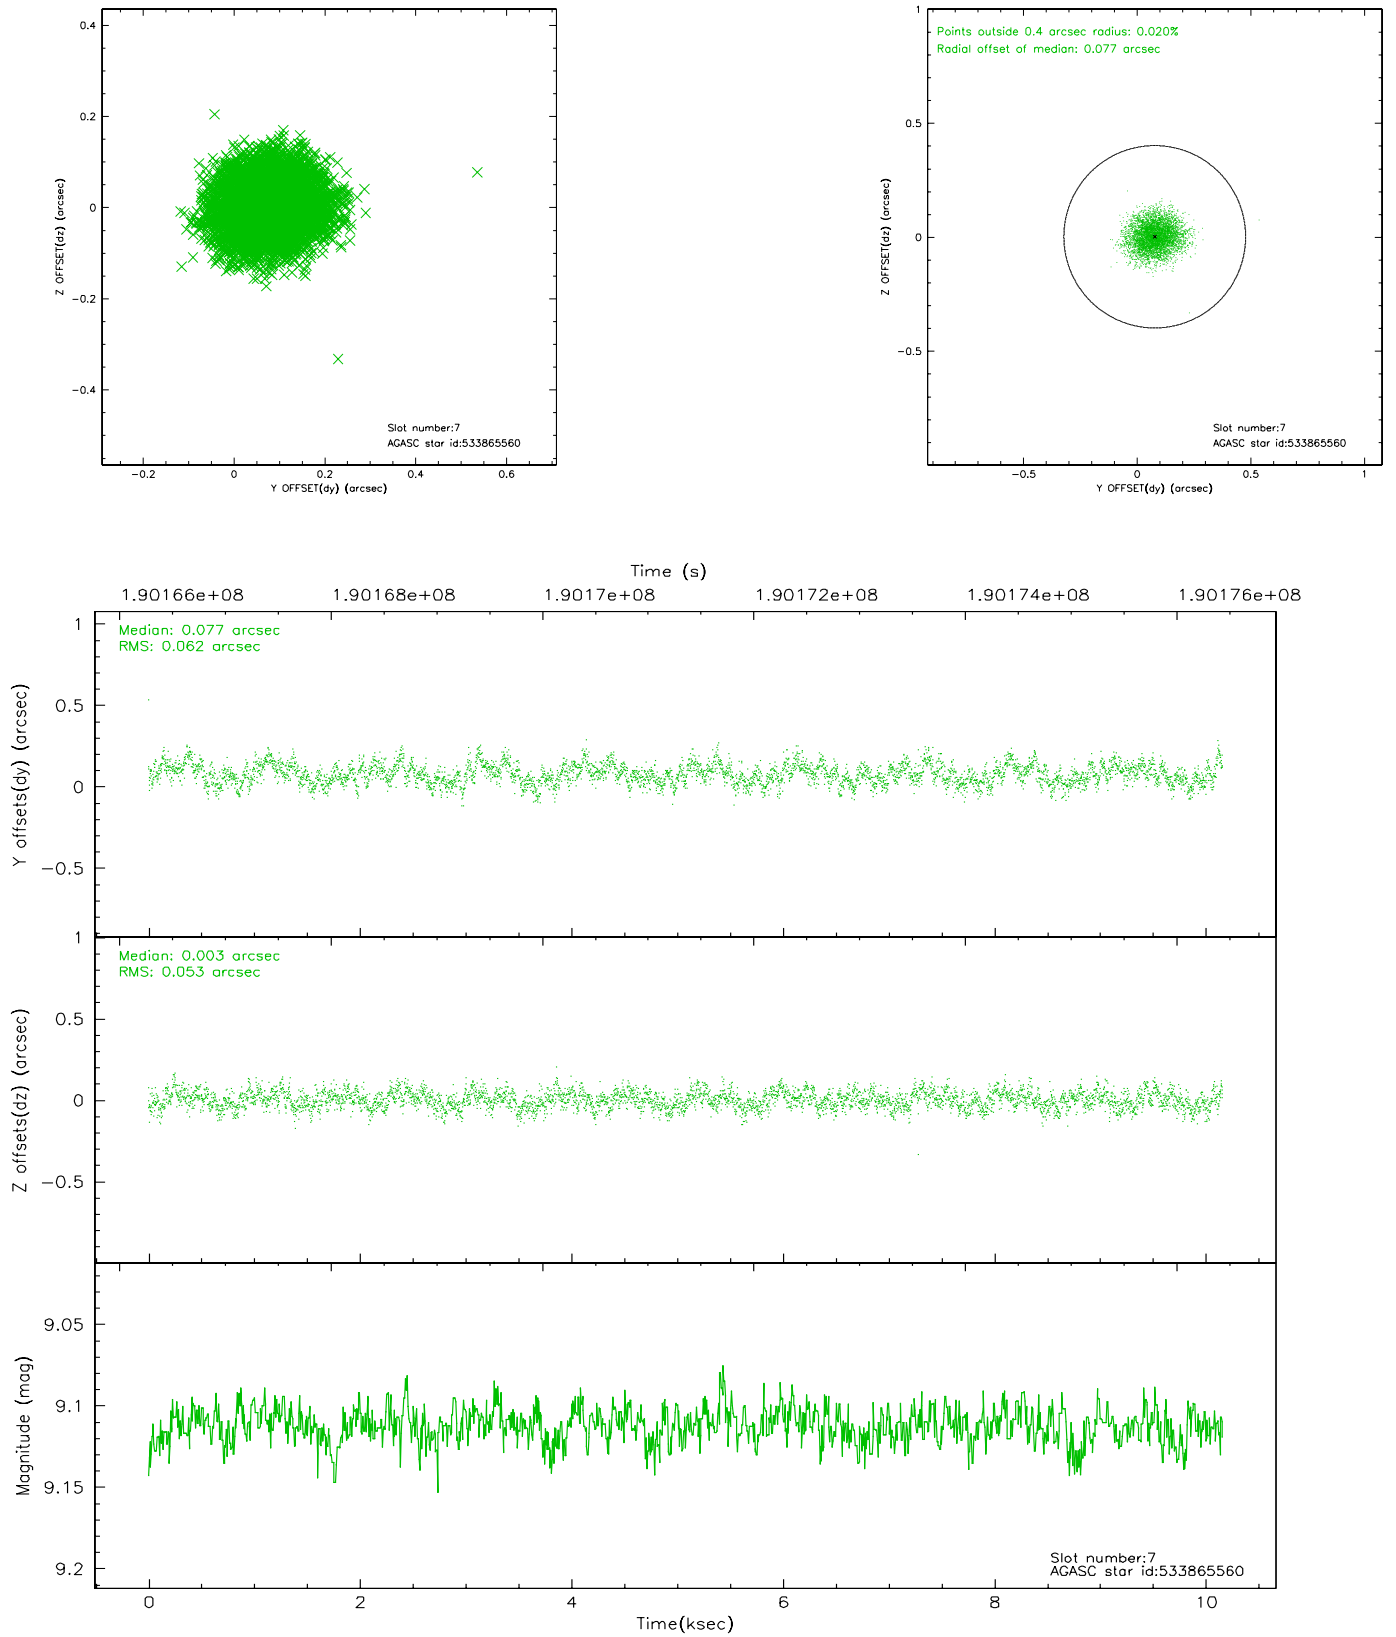 0.4
0.2
0
−0.2
−0.4
Z OFFSET(dz) (arcsec)
Slot number:7
AGASC star id:533865560
−0.2 0 0.2 0.4 0.6
Y OFFSET(dy) (arcsec)
1
0.5
0
−0.5
Z OFFSET(dz) (arcsec)
Points outside 0.4 arcsec radius: 0.020%
Radial offset of median: 0.077 arcsec
Slot number:7
AGASC star id:533865560
−0.5 0 0.5 1
Y OFFSET(dy) (arcsec)
Time (s)
1.90166e+08 1.90168e+08 1.9017e+08 1.90172e+08 1.90174e+08 1.90176e+08
Median: 0.077 arcsec
RMS: 0.062 arcsec
1
0.5
0
−0.5
Y offsets(dy) (arcsec)
Median: 0.003 arcsec
RMS: 0.053 arcsec
1
0.5
0
−0.5
Z offsets(dz) (arcsec)
9.05
9.1
9.15
9.2
Magnitude (mag)
Slot number:7
AGASC star id:533865560
0 2 4 6 8 10
Time(ksec)